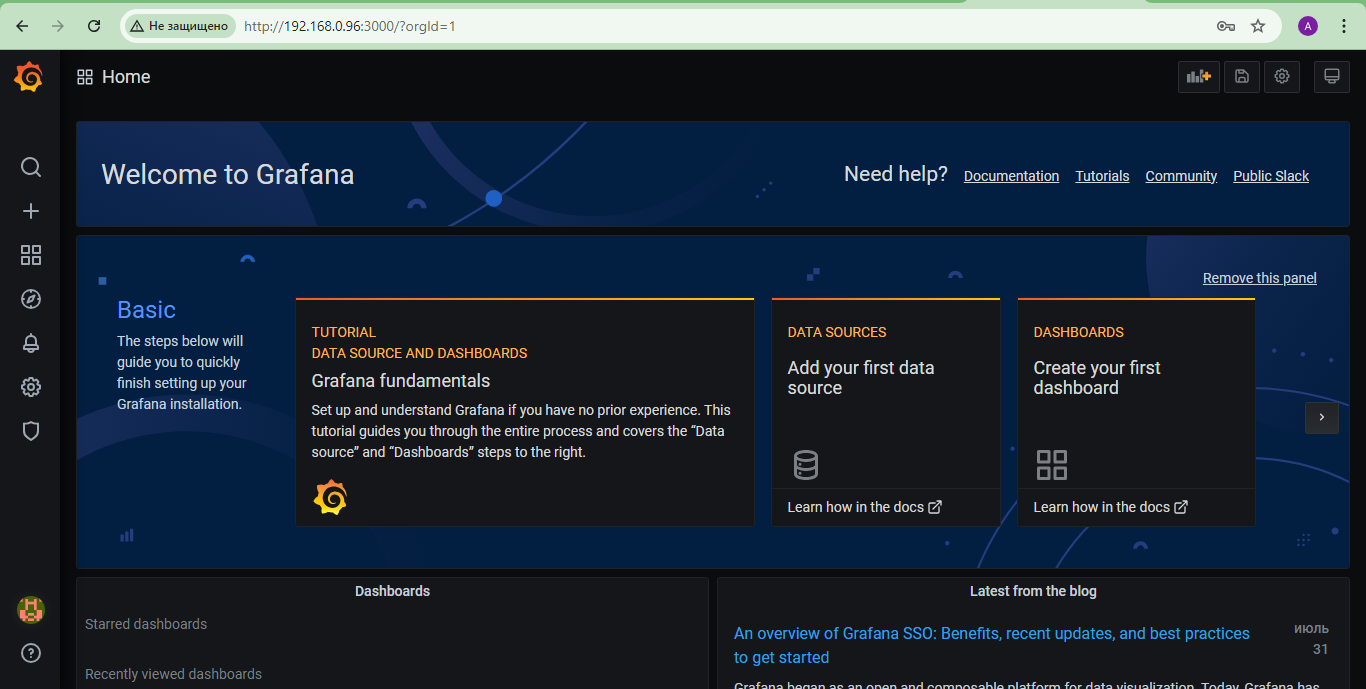 Не защищено
http://192.168.0.96:3000/?orgId=1
A
Home
Welcome to Grafana
Need help? Documentation Tutorials Community Public Slack
Remove this panel
Basic
The steps below will
guide you to quickly
finish setting up your
Grafana installation.
TUTORIAL
DATA SOURCE AND DASHBOARDS
Grafana fundamentals
Set up and understand Grafana if you have no prior experience. This
tutorial guides you through the entire process and covers the “Data
source” and “Dashboards” steps to the right.
DATA SOURCES
Add your first data
source
Learn how in the docs
DASHBOARDS
Create your first
dashboard
Learn how in the docs
Dashboards
Starred dashboards
Recently viewed dashboards
Latest from the blog
An overview of Grafana SSO: Benefits, recent updates, and best practices
to get started
июль
31
Grafana began as an open and composable platform for data visualization. Today, Grafana has